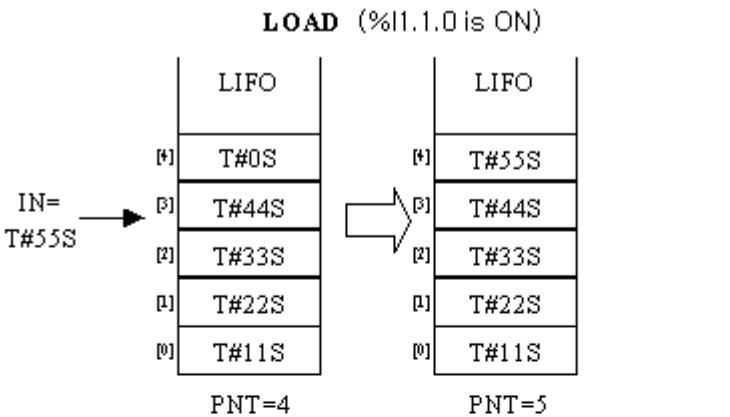 LOAD (%I1.1.0 is ON)
LIFO LIFO
[4] T#0S [4] T#55S
IN= [3] T#44S [3] T#44S
T#55S
[2] T#33S [2] T#33S
[1] T#22S [1] T#22S
[0] T#11S [0] T#11S
PNT=4 PNT=5